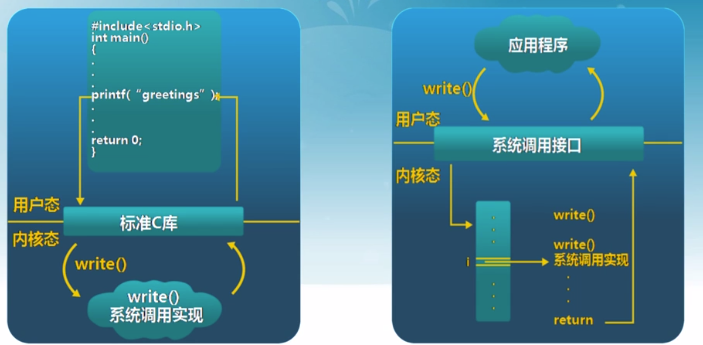 #include<stdio.h>
int main()
{
.
.
.
printf(“greetings”);
.
.
.
return 0;
}
用户态
标准C库
内核态
write()
write()
系统调用实现
应用程序
write()
用户态
系统调用接口
内核态
.
.
.
i
.
.
.
write()
write()
系统调用实现
.
.
.
return